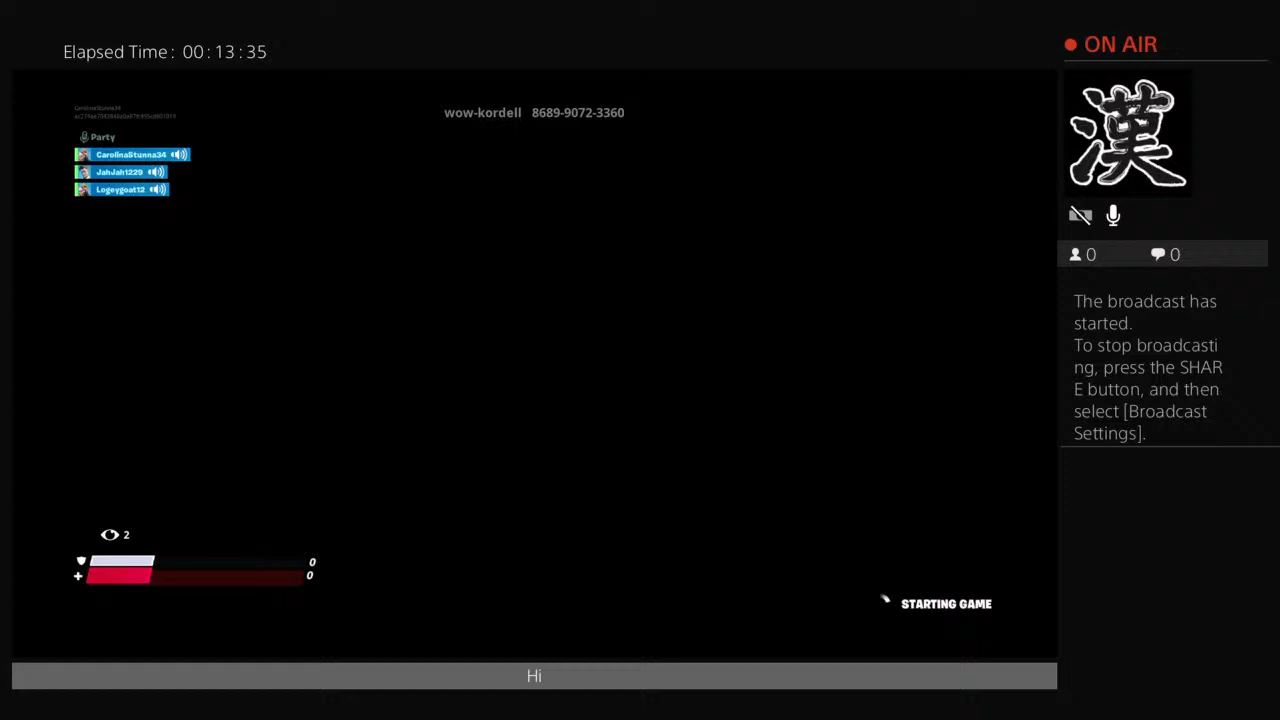 Elapsed Time: 00:13:35
ON AIR
CarolinaStunna34
wow-kordell 8689-9072-3360
漢
Party
CarolinaStunna34
JahJah1229
Logeygoat12
0
0
The broadcast has
started.
To stop broadcasti
ng, press the SHAR
E button, and then
select [Broadcast
Settings].
2
0
0
STARTING GAME
Hi